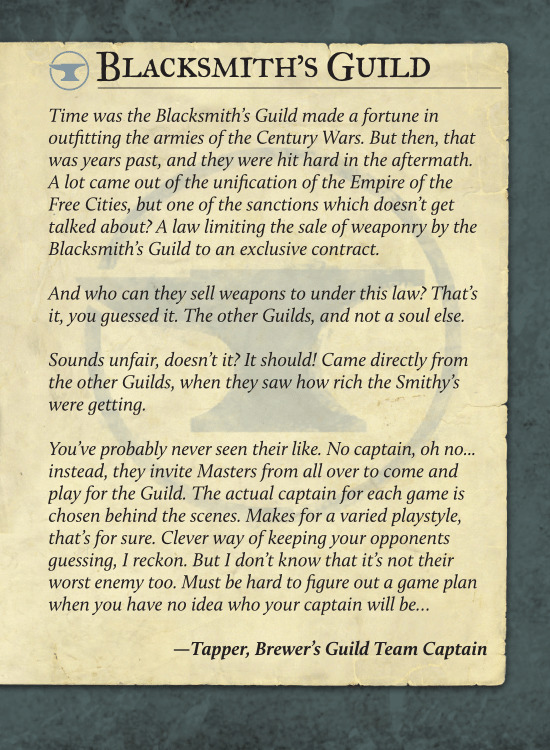 Blacksmith's Guild
Time was the Blacksmith's Guild made a fortune in
outfitting the armies of the Century Wars. But then, that
was years past, and they were hit hard in the aftermath.
A lot came out of the unification of the Empire of the
Free Cities, but one of the sanctions which doesn't get
talked about? A law limiting the sale of weaponry by the
Blacksmith's Guild to an exclusive contract.
And who can they sell weapons to under this law? That's
it, you guessed it. The other Guilds, and not a soul else.
Sounds unfair, doesn't it? It should! Came directly from
the other Guilds, when they saw how rich the Smithy's
were getting.
You've probably never seen their like. No captain, oh no...
instead, they invite Masters from all over to come and
play for the Guild. The actual captain for each game is
chosen behind the scenes. Makes for a varied playstyle,
that's for sure. Clever way of keeping your opponents
guessing, I reckon. But I don't know that it's not their
worst enemy too. Must be hard to figure out a game plan
when you have no idea who your captain will be…
—Tapper, Brewer's Guild Team Captain